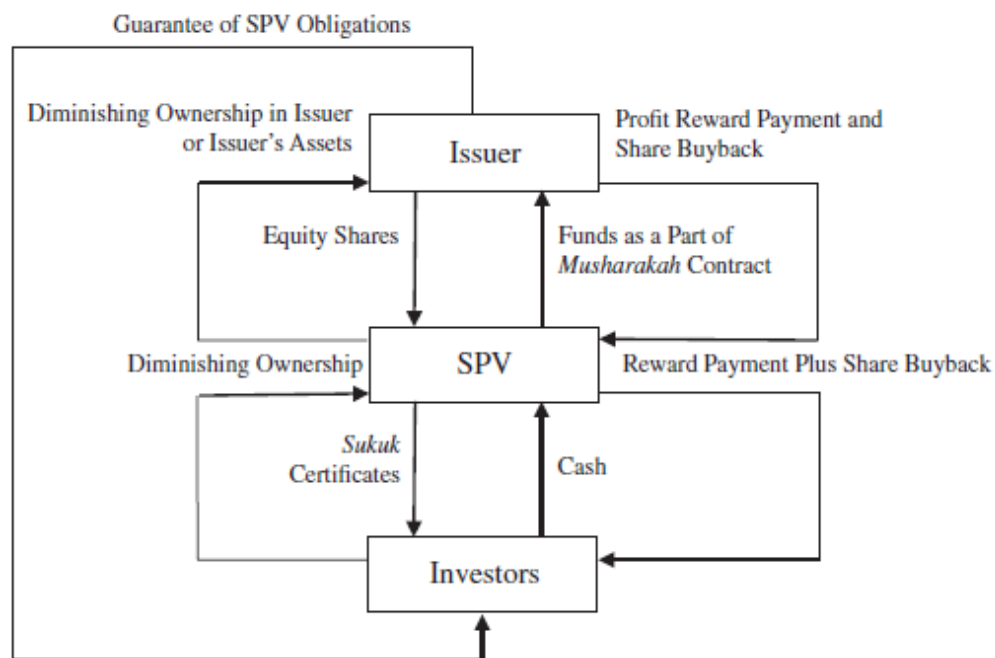 Guarantee of SPV Obligations
Diminishing Ownership in Issuer
or Issuer's Assets
Issuer
Profit Reward Payment and
Share Buyback
Equity Shares
Funds as a Part of
Musharakah Contract
Diminishing Ownership
SPV
Reward Payment Plus Share Buyback
Sukuk
Certificates
Cash
Investors